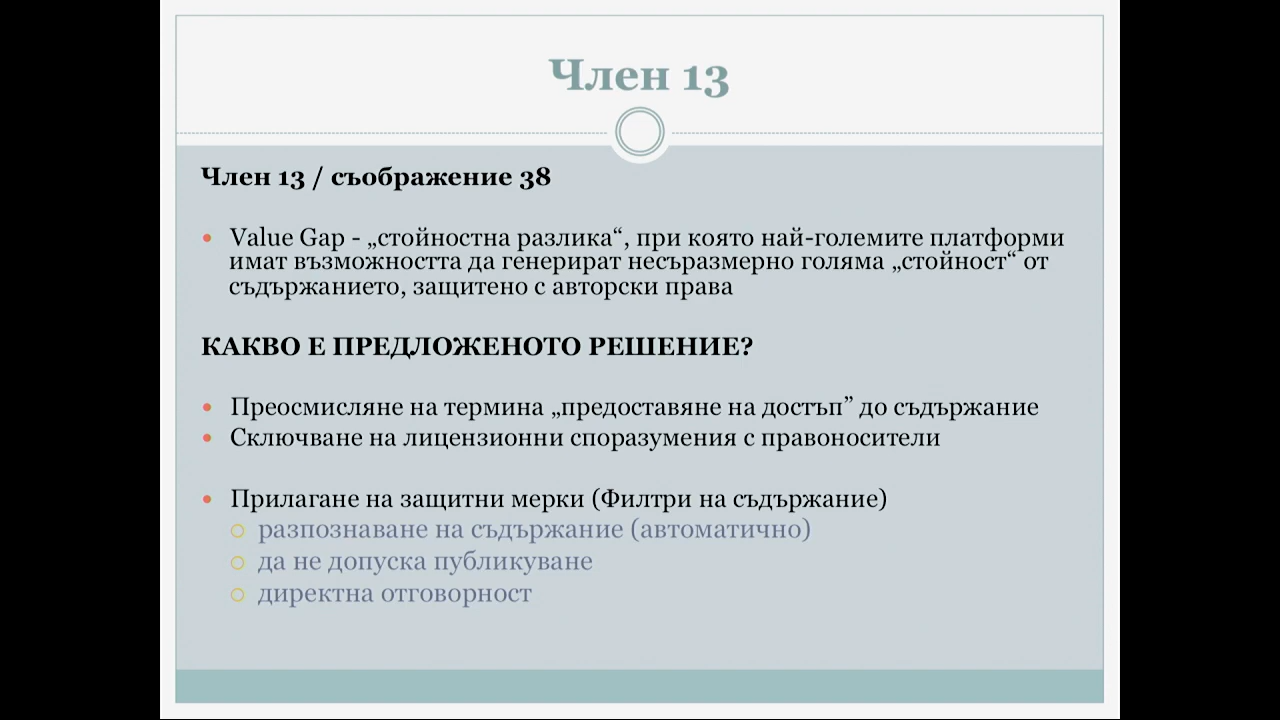 Член 13
Член 13 / съображение 38
Value Gap - „стойностна разлика“, при която най-големите платформи
имат възможността да генерират несъразмерно голяма „стойност“ от
съдържанието, защитено с авторски права
КАКВО Е ПРЕДЛОЖЕНОТО РЕШЕНИЕ?
Преосмисляне на термина „предоставяне на достъп” до съдържание
Сключване на лицензионни споразумения с правоносители
Прилагане на защитни мерки (Филтри на съдържание)
разпознаване на съдържание (автоматично)
да не допуска публикуване
директна отговорност